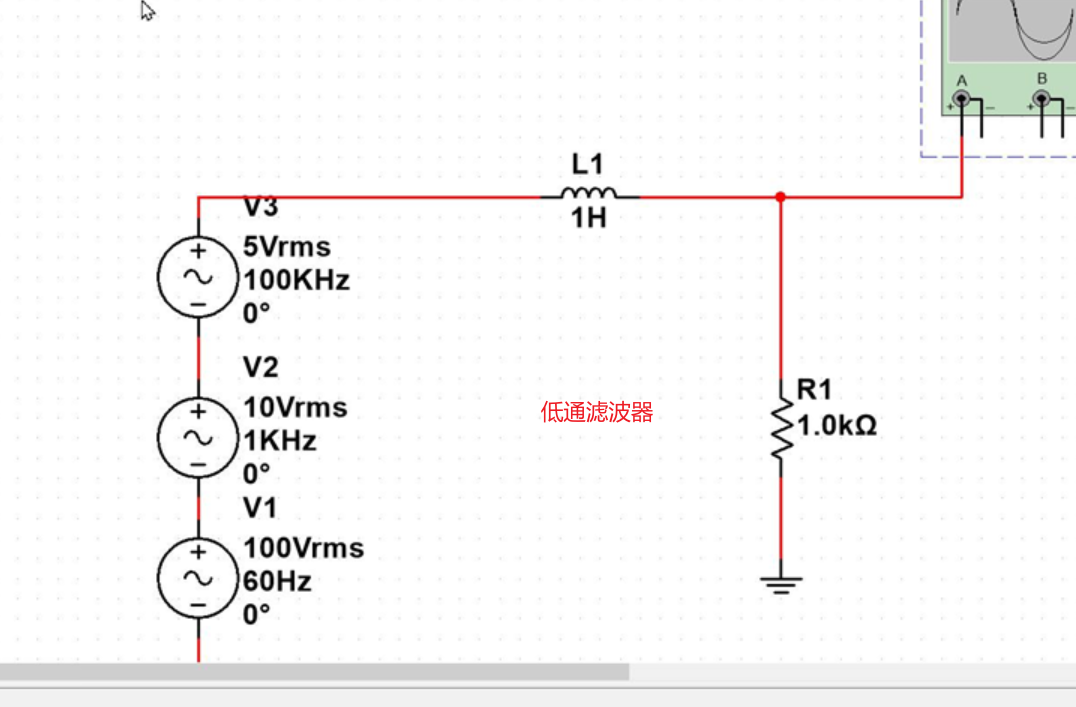 A
B
+
−
+
−
L1
1H
V3
5Vrms
100KHz
0°
V2
10Vrms
1KHz
0°
V1
100Vrms
60Hz
0°
低通滤波器
R1
1.0kΩ